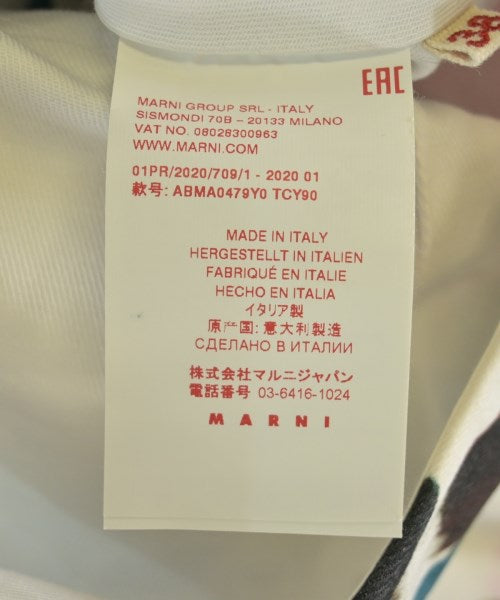 38
EAC
MARNI GROUP SRL - ITALY
SISMONDI 70B – 20133 MILANO
VAT NO. 08028300963
WWW.MARNI.COM
01PR/2020/709/1 - 2020 01
款号: ABMA0479Y0 TCY90
MADE IN ITALY
HERGESTELLT IN ITALIEN
FABRIQUÉ EN ITALIE
HECHO EN ITALIA
イタリア製
原产国: 意大利製造
СДЕЛАНО В ИТАЛИИ
株式会社マルニジャパン
電話番号 03-6416-1024
MARNI